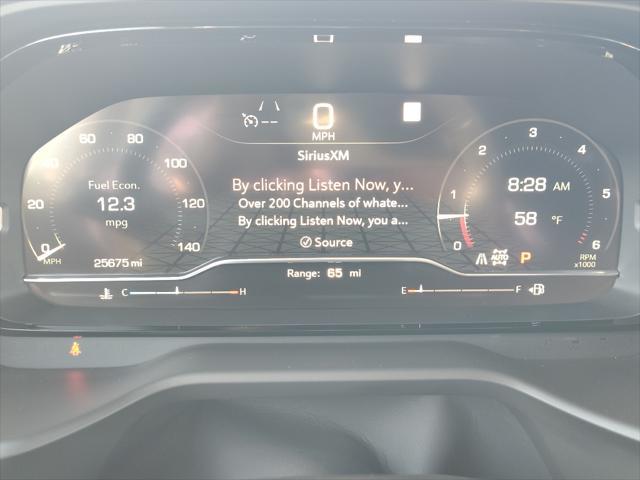 0
MPH
SiriusXM
By clicking Listen Now, y...
Over 200 Channels of whate...
By clicking Listen Now, you a...
Source
Range: 65 mi
Fuel Econ.
12.3
mpg
0 20 40 60 80 100 120 140
MPH
25675 mi
0 1 2 3 4 5 6
8:28 AM
58 °F
AUTO
P
RPM
x1000
C H
E F